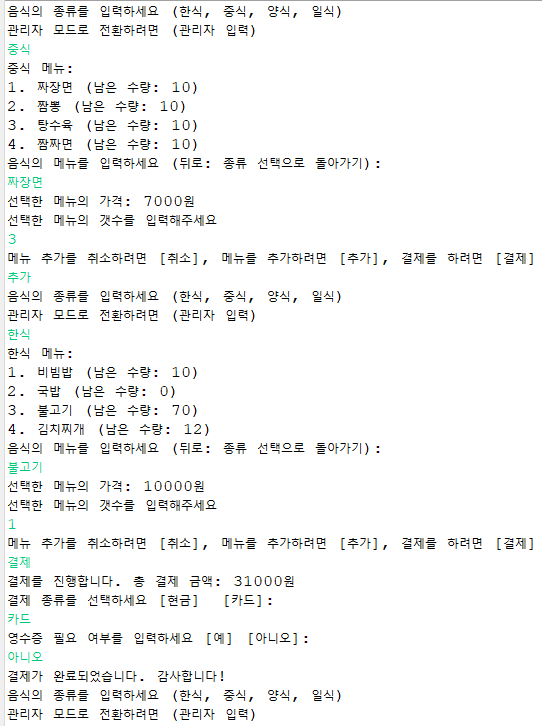 음식의 종류를 입력하세요 (한식, 중식, 양식, 일식)
관리자 모드로 전환하려면 (관리자 입력)
중식
중식 메뉴:
1. 짜장면 (남은 수량: 10)
2. 짬뽕 (남은 수량: 10)
3. 탕수육 (남은 수량: 10)
4. 짬짜면 (남은 수량: 10)
음식의 메뉴를 입력하세요 (뒤로: 종류 선택으로 돌아가기):
짜장면
선택한 메뉴의 가격: 7000원
선택한 메뉴의 갯수를 입력해주세요
3
메뉴 추가를 취소하려면 [취소], 메뉴를 추가하려면 [추가], 결제를 하려면 [결제]
추가
음식의 종류를 입력하세요 (한식, 중식, 양식, 일식)
관리자 모드로 전환하려면 (관리자 입력)
한식
한식 메뉴:
1. 비빔밥 (남은 수량: 10)
2. 국밥 (남은 수량: 0)
3. 불고기 (남은 수량: 70)
4. 김치찌개 (남은 수량: 12)
음식의 메뉴를 입력하세요 (뒤로: 종류 선택으로 돌아가기):
불고기
선택한 메뉴의 가격: 10000원
선택한 메뉴의 갯수를 입력해주세요
1
메뉴 추가를 취소하려면 [취소], 메뉴를 추가하려면 [추가], 결제를 하려면 [결제]
결제
결제를 진행합니다. 총 결제 금액: 31000원
결제 종류를 선택하세요 [현금]  [카드]:
카드
영수증 필요 여부를 입력하세요 [예] [아니오]:
아니오
결제가 완료되었습니다. 감사합니다!
음식의 종류를 입력하세요 (한식, 중식, 양식, 일식)
관리자 모드로 전환하려면 (관리자 입력)